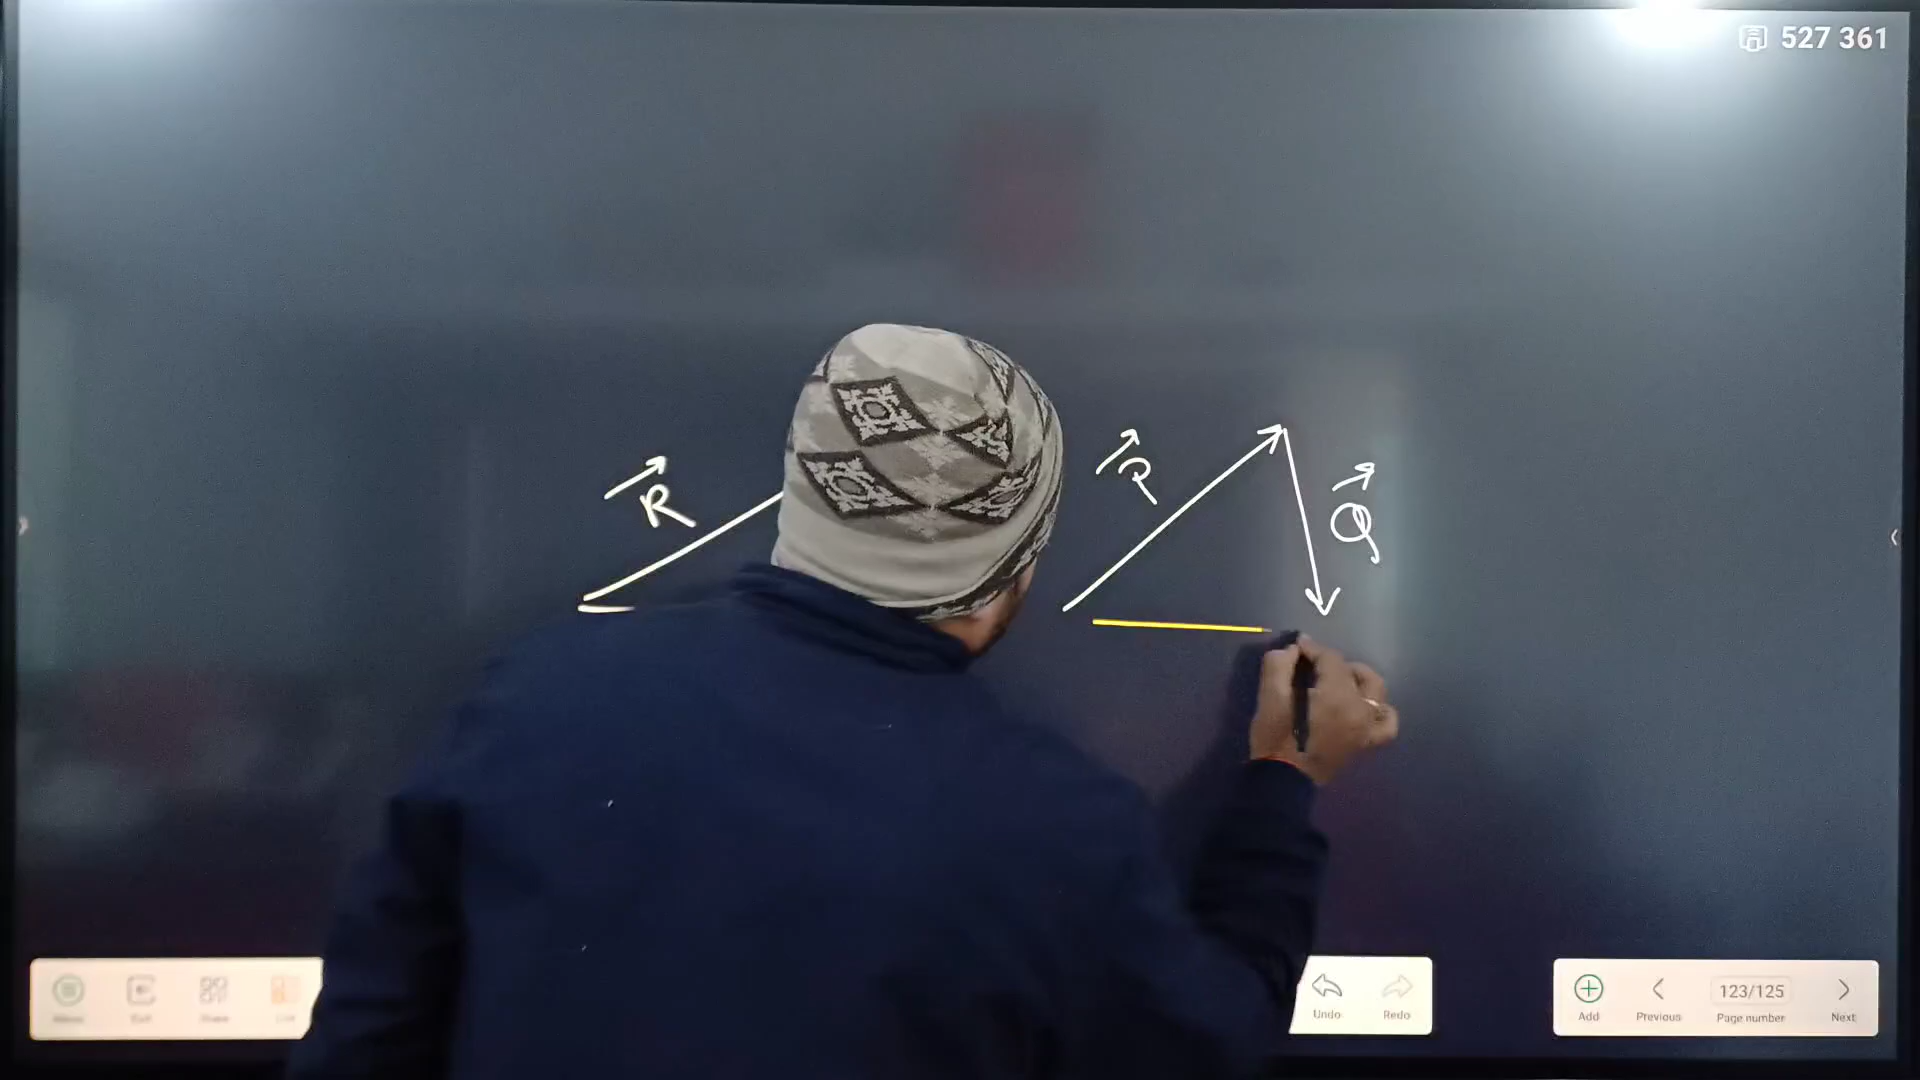 527 361
R
P
Q
Undo
Redo
Add
Previous
123/125
Page number
Next